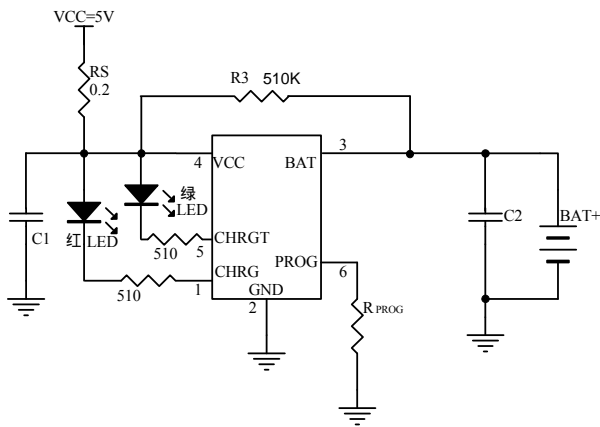 VCC=5V
RS
0.2
R3 510K
4
VCC
BAT
3
绿
LED
C1
红 LED
CHRGT
510
5
C2
BAT+
PROG
6
CHRG
510
1
GND
2
R PROG